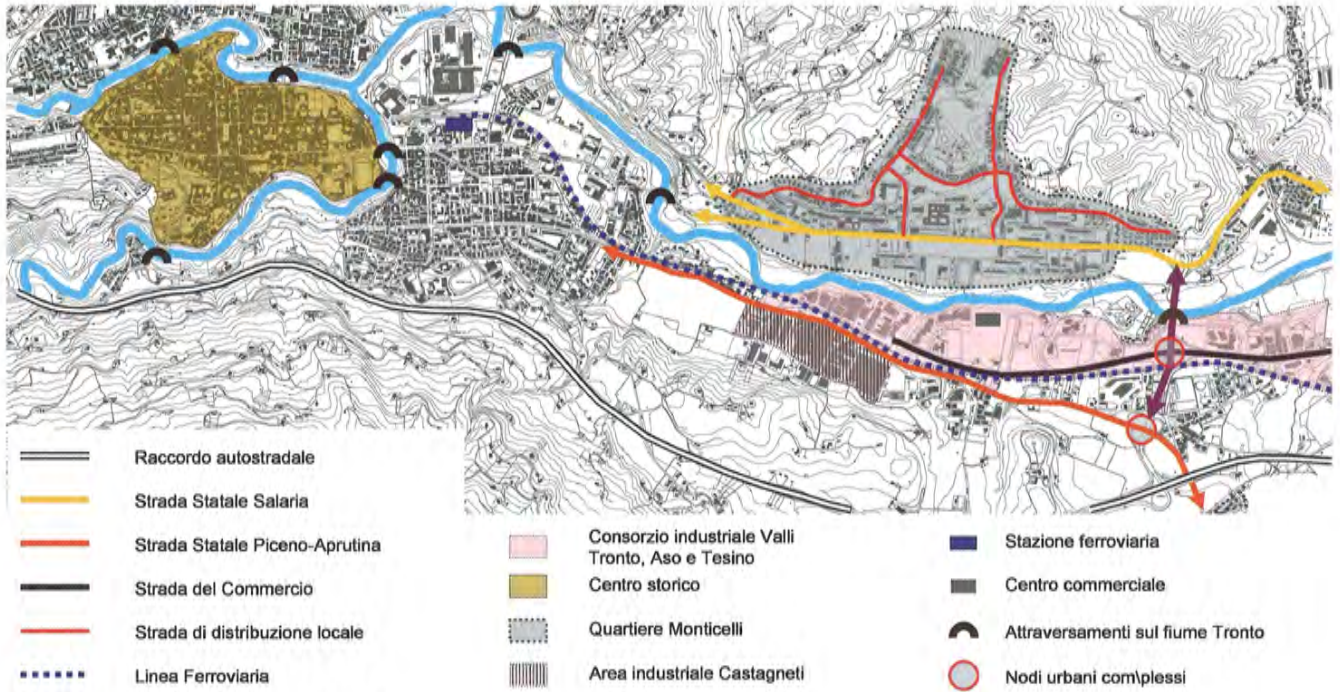 Raccordo autostradale
Strada Statale Salaria
Strada Statale Piceno-Aprutina
Strada del Commercio
Strada di distribuzione locale
Linea Ferroviaria
Consorzio industriale Valli
Tronto, Aso e Tesino
Centro storico
Quartiere Monticelli
Area industriale Castagneti
Stazione ferroviaria
Centro commerciale
Attraversamenti sul fiume Tronto
Nodi urbani com\plessi